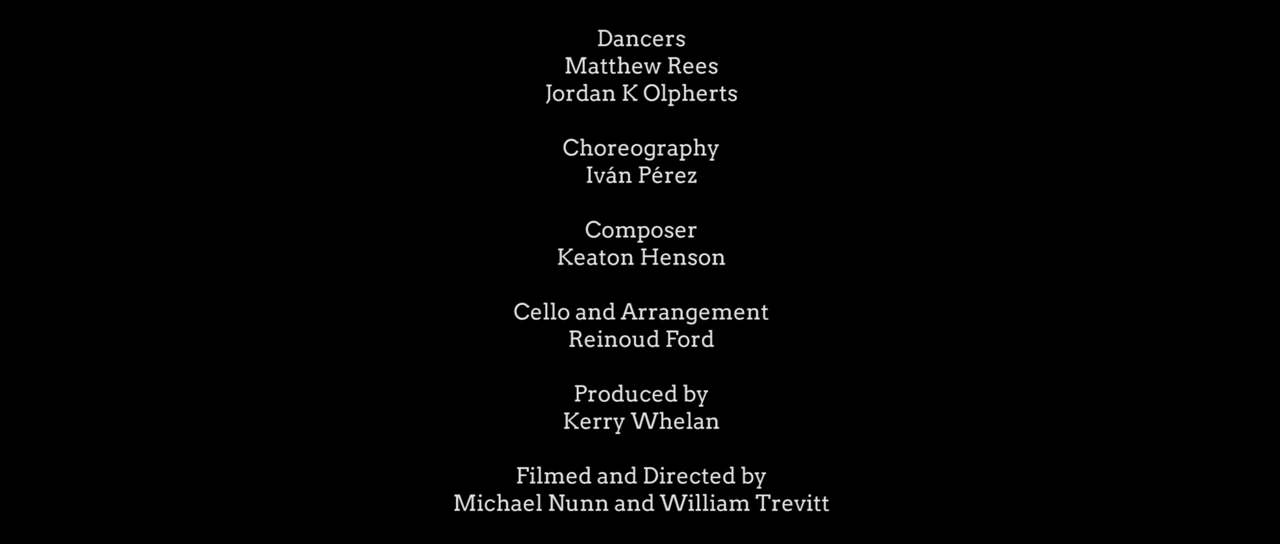 Dancers
Matthew Rees
Jordan K Olpherts
Choreography
Iván Pérez
Composer
Keaton Henson
Cello and Arrangement
Reinoud Ford
Produced by
Kerry Whelan
Filmed and Directed by
Michael Nunn and William Trevitt